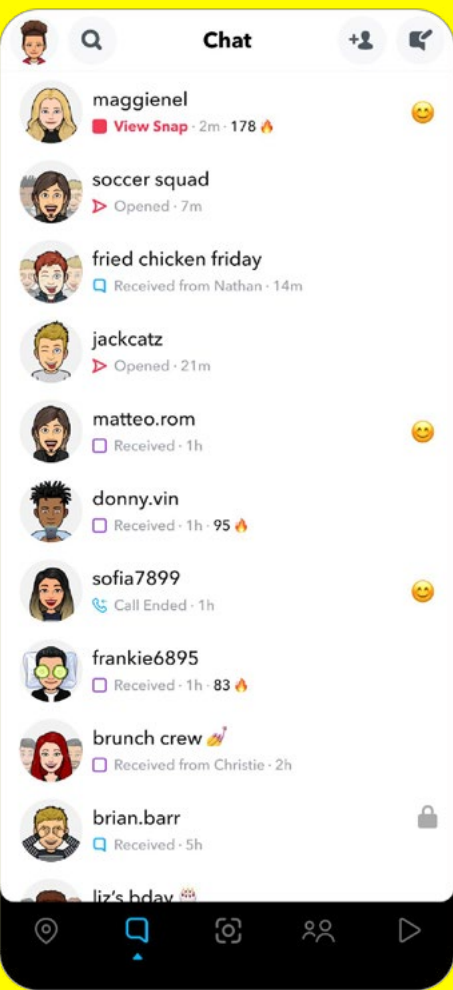 Chat
maggienel
View Snap · 2m · 178 🔥
soccer squad
Opened · 7m
fried chicken friday
Received from Nathan · 14m
jackcatz
Opened · 21m
matteo.rom
Received · 1h
donny.vin
Received · 1h · 95 🔥
sofia7899
Call Ended · 1h
frankie6895
Received · 1h · 83 🔥
brunch crew 💅
Received from Christie · 2h
brian.barr
Received · 5h
liz's bday 🎂